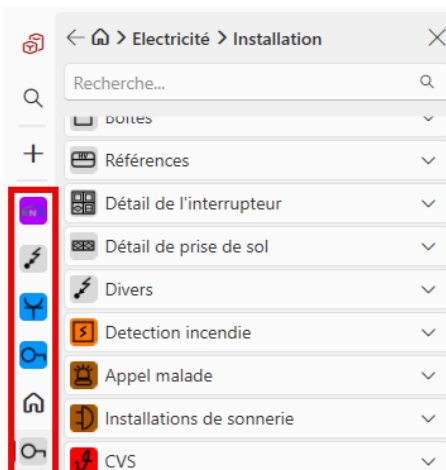 Electricité > Installation
Recherche...
Boîtes
Références
Détail de l'interrupteur
Détail de prise de sol
Divers
Detection incendie
Appel malade
Installations de sonnerie
CVS